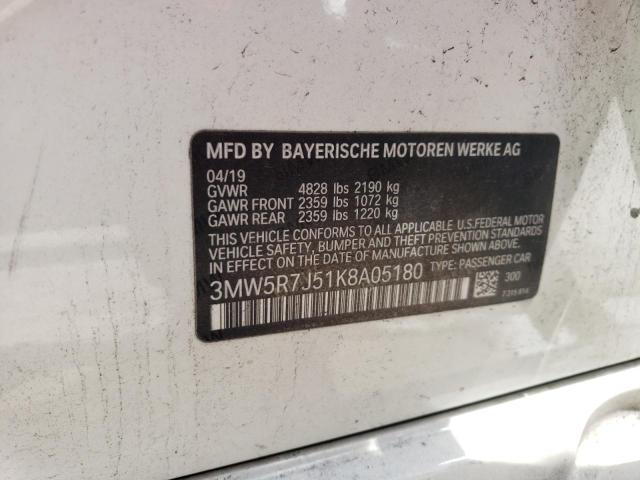 MFD BY BAYERISCHE MOTOREN WERKE AG
04/19
GVWR 4828 lbs 2190 kg
GAWR FRONT 2359 lbs 1072 kg
GAWR REAR 2359 lbs 1220 kg
THIS VEHICLE CONFORMS TO ALL APPLICABLE U.S.FEDERAL MOTOR
VEHICLE SAFETY, BUMPER AND THEFT PREVENTION STANDARDS
IN EFFECT ON THE DATE OF MANUFACTURE SHOWN ABOVE.
3MW5R7J51K8A05180 TYPE: PASSENGER CAR
300